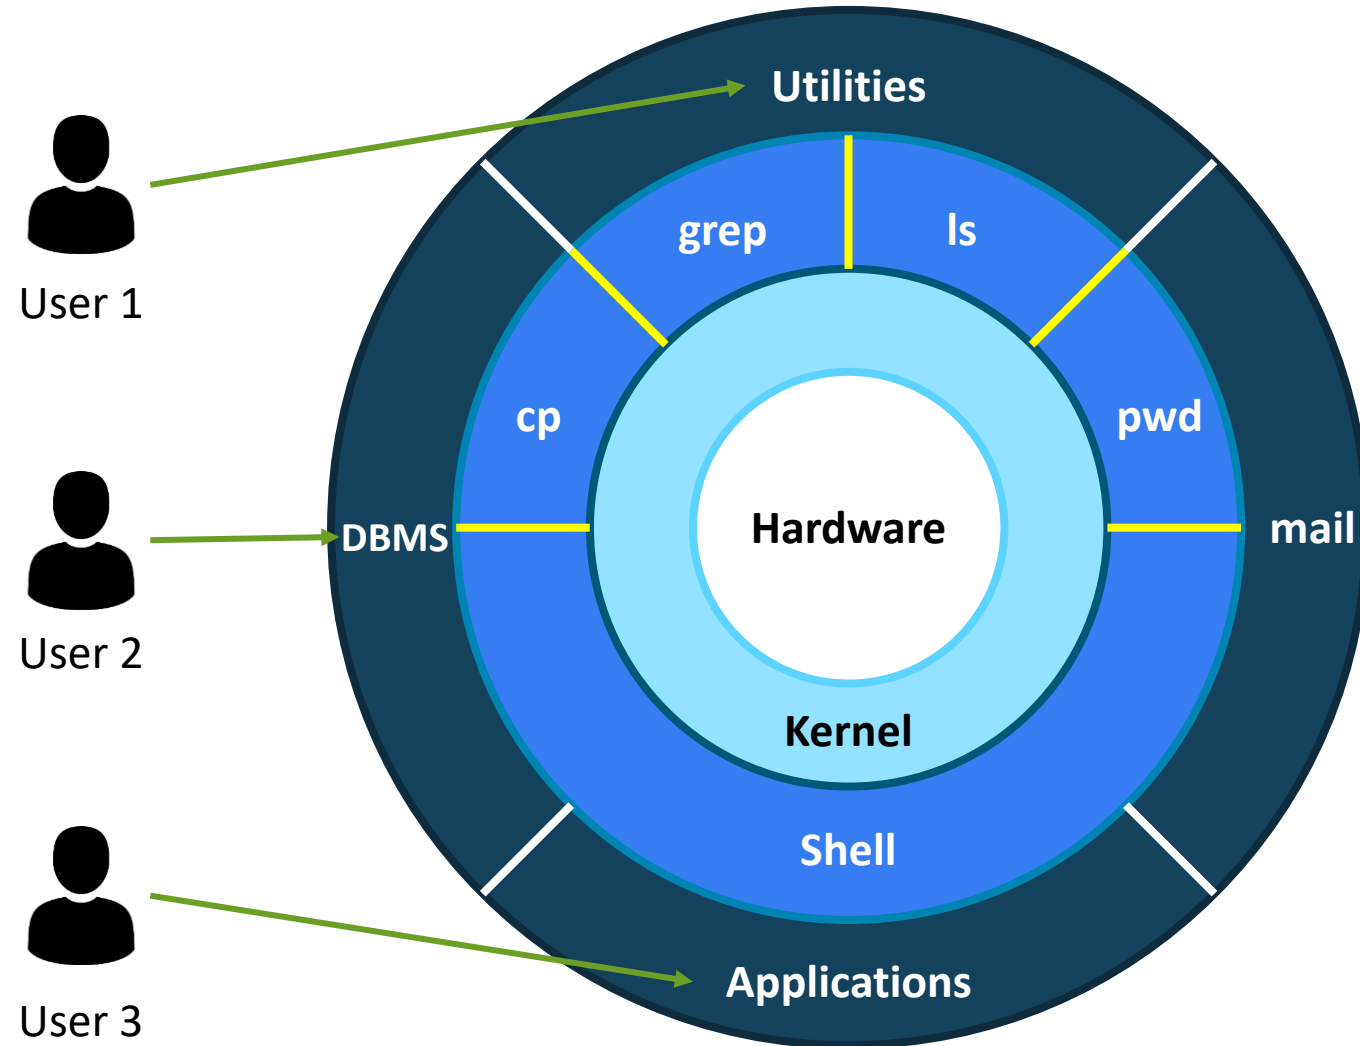 Utilities
grep
ls
User 1
cp
pwd
Hardware
DBMS
mail
User 2
Kernel
Shell
Applications
User 3